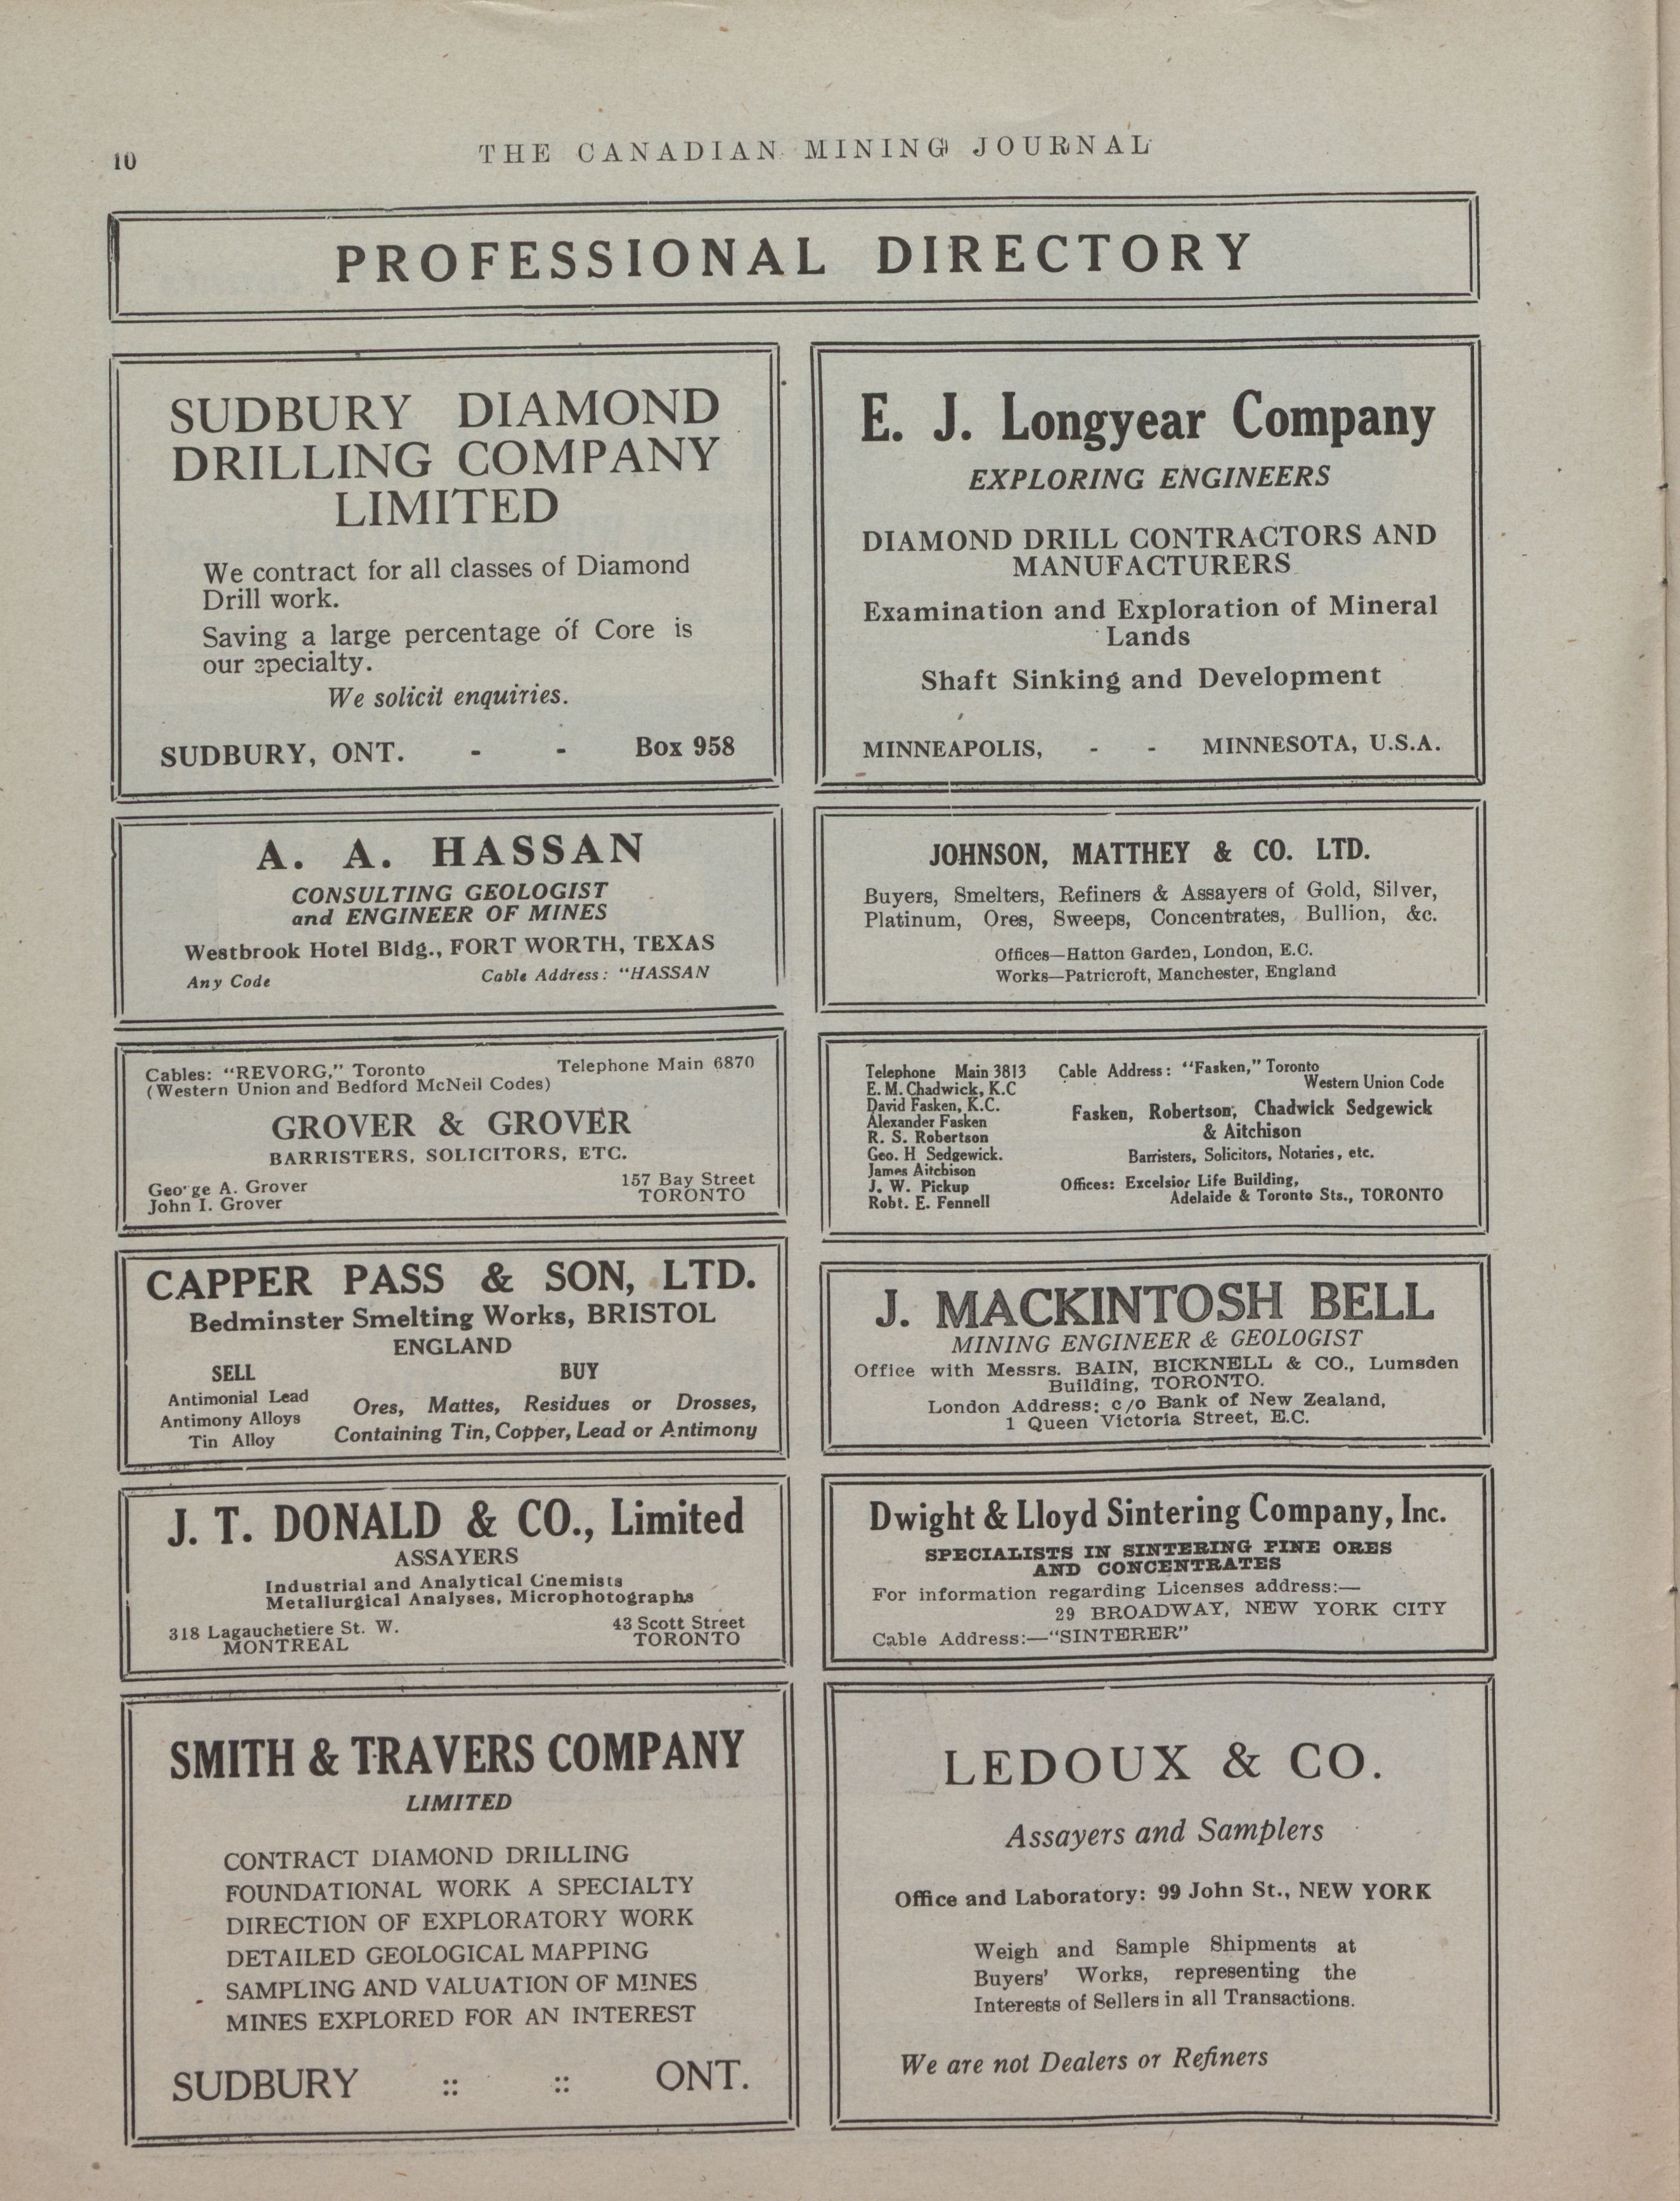 10
THE CANADIAN MINING JOURNAL
PROFESSIONAL DIRECTORY
SUDBURY DIAMOND
DRILLING COMPANY
LIMITED
We contract for all classes of Diamond
Drill work.
Saving a large percentage of Core is
our specialty.
We solicit enquiries.
SUDBURY, ONT. - - Box 958
E. J. Longyear Company
EXPLORING ENGINEERS
DIAMOND DRILL CONTRACTORS AND
MANUFACTURERS
Examination and Exploration of Mineral
Lands
Shaft Sinking and Development
MINNEAPOLIS, - - MINNESOTA, U.S.A.
A. A. HASSAN
CONSULTING GEOLOGIST
and ENGINEER OF MINES
Westbrook Hotel Bldg., FORT WORTH, TEXAS
Any Code Cable Address: "HASSAN
JOHNSON, MATTHEY & CO. LTD.
Buyers, Smelters, Refiners & Assayers of Gold, Silver,
Platinum, Ores, Sweeps, Concentrates, Bullion, &c.
Offices—Hatton Garden, London, E.C.
Works—Patricroft, Manchester, England
Cables: "REVORG," Toronto Telephone Main 6870
(Western Union and Bedford McNeil Codes)
GROVER & GROVER
BARRISTERS, SOLICITORS, ETC.
George A. Grover 157 Bay Street
John I. Grover TORONTO
Telephone Main 3813
E. M. Chadwick, K.C
David Fasken, K.C.
Alexander Fasken
R. S. Robertson
Geo. H Sedgewick.
James Aitchison
J. W. Pickup
Robt. E. Fennell
Cable Address: "Fasken," Toronto
Western Union Code
Fasken, Robertson, Chadwick Sedgewick
& Aitchison
Barristers, Solicitors, Notaries, etc.
Offices: Excelsior Life Building,
Adelaide & Toronto Sts., TORONTO
CAPPER PASS & SON, LTD.
Bedminster Smelting Works, BRISTOL
ENGLAND
SELL
Antimonial Lead
Antimony Alloys
Tin Alloy
BUY
Ores, Mattes, Residues or Drosses,
Containing Tin, Copper, Lead or Antimony
J. MACKINTOSH BELL
MINING ENGINEER & GEOLOGIST
Office with Messrs. BAIN, BICKNELL & CO., Lumsden
Building, TORONTO.
London Address: c/o Bank of New Zealand,
1 Queen Victoria Street, E.C.
J. T. DONALD & CO., Limited
ASSAYERS
Industrial and Analytical Chemists
Metallurgical Analyses, Microphotographs
318 Lagauchetiere St. W. 43 Scott Street
MONTREAL TORONTO
Dwight & Lloyd Sintering Company, Inc.
SPECIALISTS IN SINTERING FINE ORES
AND CONCENTRATES
For information regarding Licenses address:—
29 BROADWAY, NEW YORK CITY
Cable Address:—"SINTERER"
SMITH & TRAVERS COMPANY
LIMITED
CONTRACT DIAMOND DRILLING
FOUNDATIONAL WORK A SPECIALTY
DIRECTION OF EXPLORATORY WORK
DETAILED GEOLOGICAL MAPPING
SAMPLING AND VALUATION OF MINES
MINES EXPLORED FOR AN INTEREST
SUDBURY :: :: ONT.
LEDOUX & CO.
Assayers and Samplers
Office and Laboratory: 99 John St., NEW YORK
Weigh and Sample Shipments at
Buyers' Works, representing the
Interests of Sellers in all Transactions.
We are not Dealers or Refiners